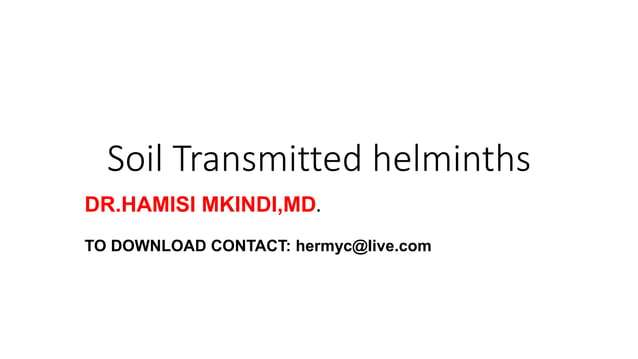 Soil Transmitted helminths
DR.HAMISI MKINDI,MD.
TO DOWNLOAD CONTACT: hermyc@live.com